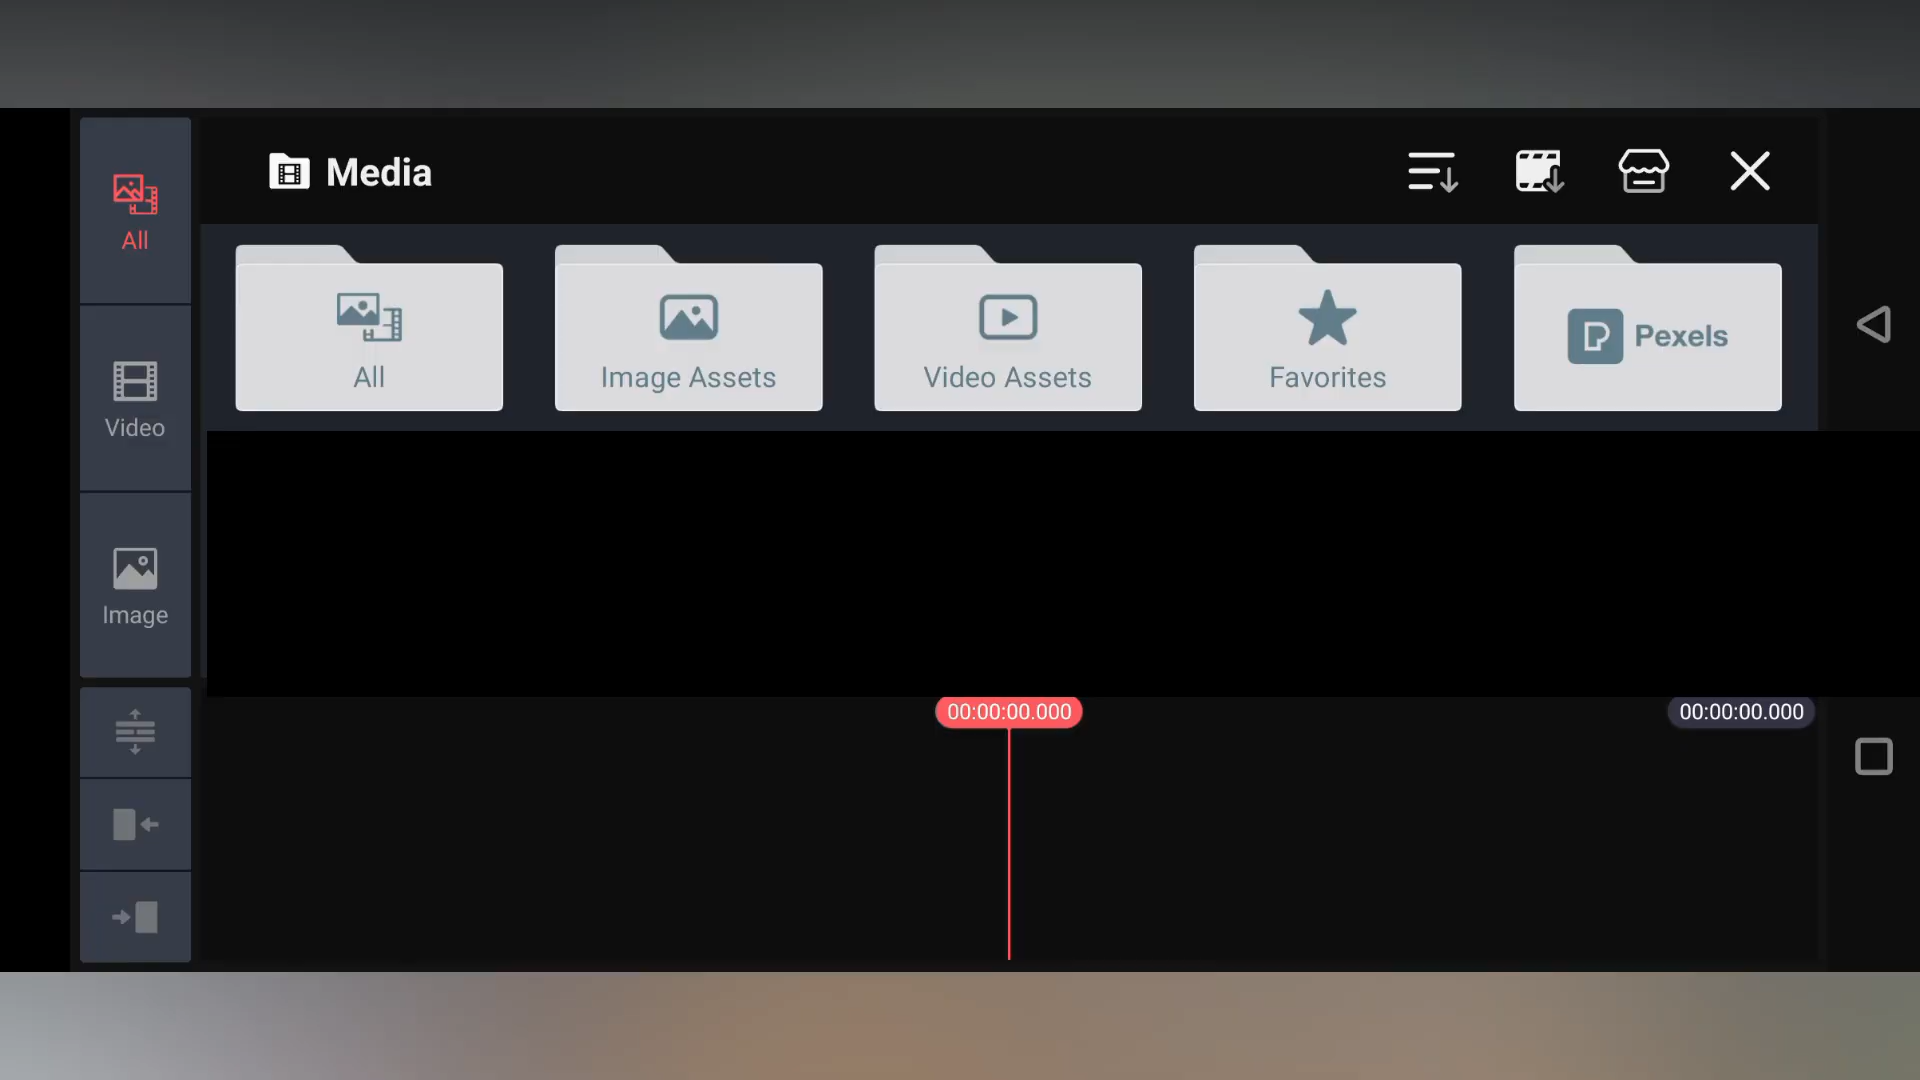 Media
All
Video
Image
All
Image Assets
Video Assets
Favorites
Pexels
00:00:00.000
00:00:00.000